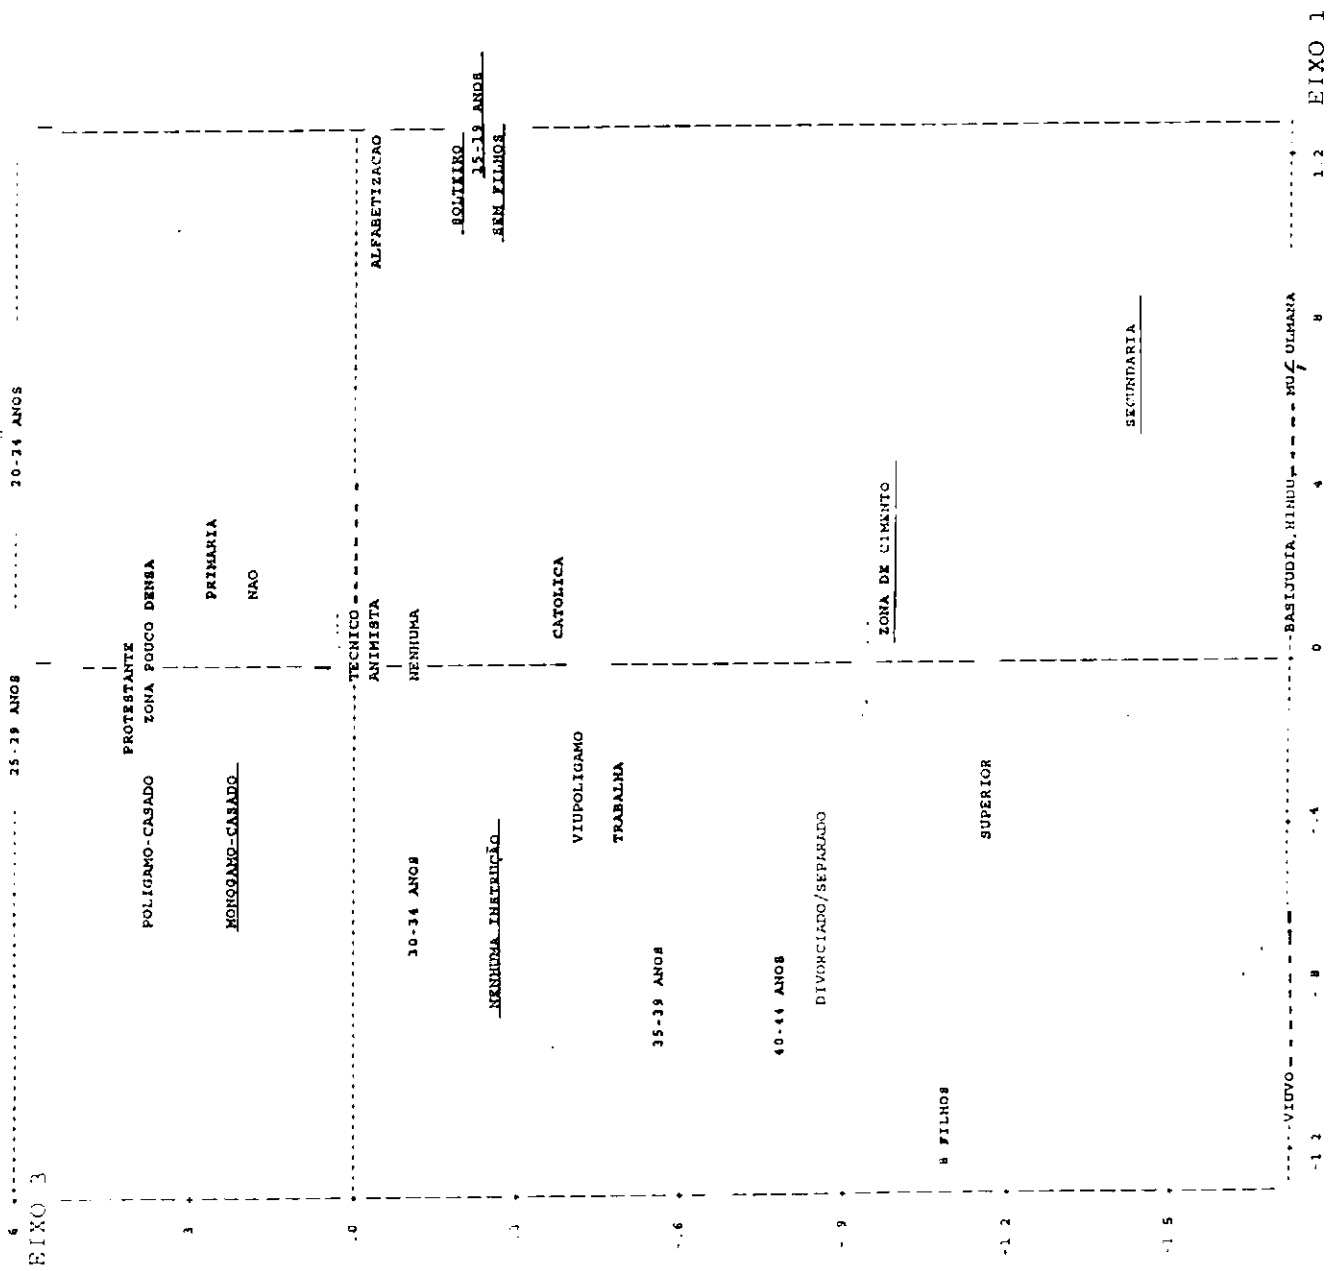 EIXO 3
25-29 ANOS
20-24 ANOS
PROTESTANTE
POLIGAMO-CASADO
ZONA POUCO DENSA
PRIMARIA
MONOGAMO-CASADO
NAO
TECNICO
ANIMISTA
ALFABETIZACAO
30-34 ANOS
NENHUMA
SOLTEIRO
15-19 ANOS
NENHUMA INSTRUÇÃO
SEM FILHOS
CATOLICA
VIUPOLIGAMO
TRABALHA
35-39 ANOS
40-44 ANOS
DIVORCIADO/SEPARADO
ZONA DE CIMENTO
8 FILHOS
SUPERIOR
SECUNDARIA
VIUVO
BASIJUDIA,HINDU
MUÇULMANA
6
3
.0
-.6
-.9
-1 2
-1 5
-1 2
-.8
-.4
0
4
8
1.2
EIXO 1